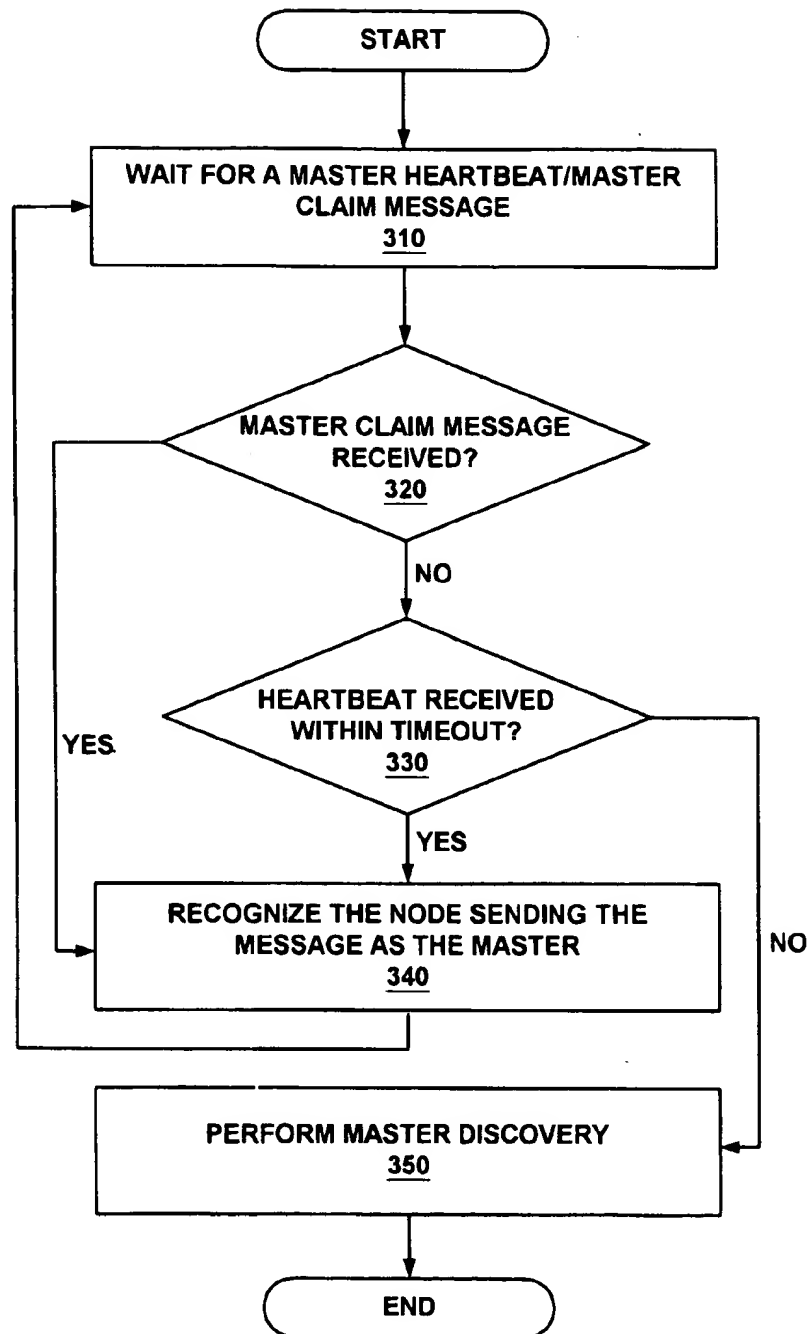 START
WAIT FOR A MASTER HEARTBEAT/MASTER
CLAIM MESSAGE
310
MASTER CLAIM MESSAGE
RECEIVED?
320
NO
HEARTBEAT RECEIVED
WITHIN TIMEOUT?
330
YES
YES
RECOGNIZE THE NODE SENDING THE
MESSAGE AS THE MASTER
340
NO
PERFORM MASTER DISCOVERY
350
END